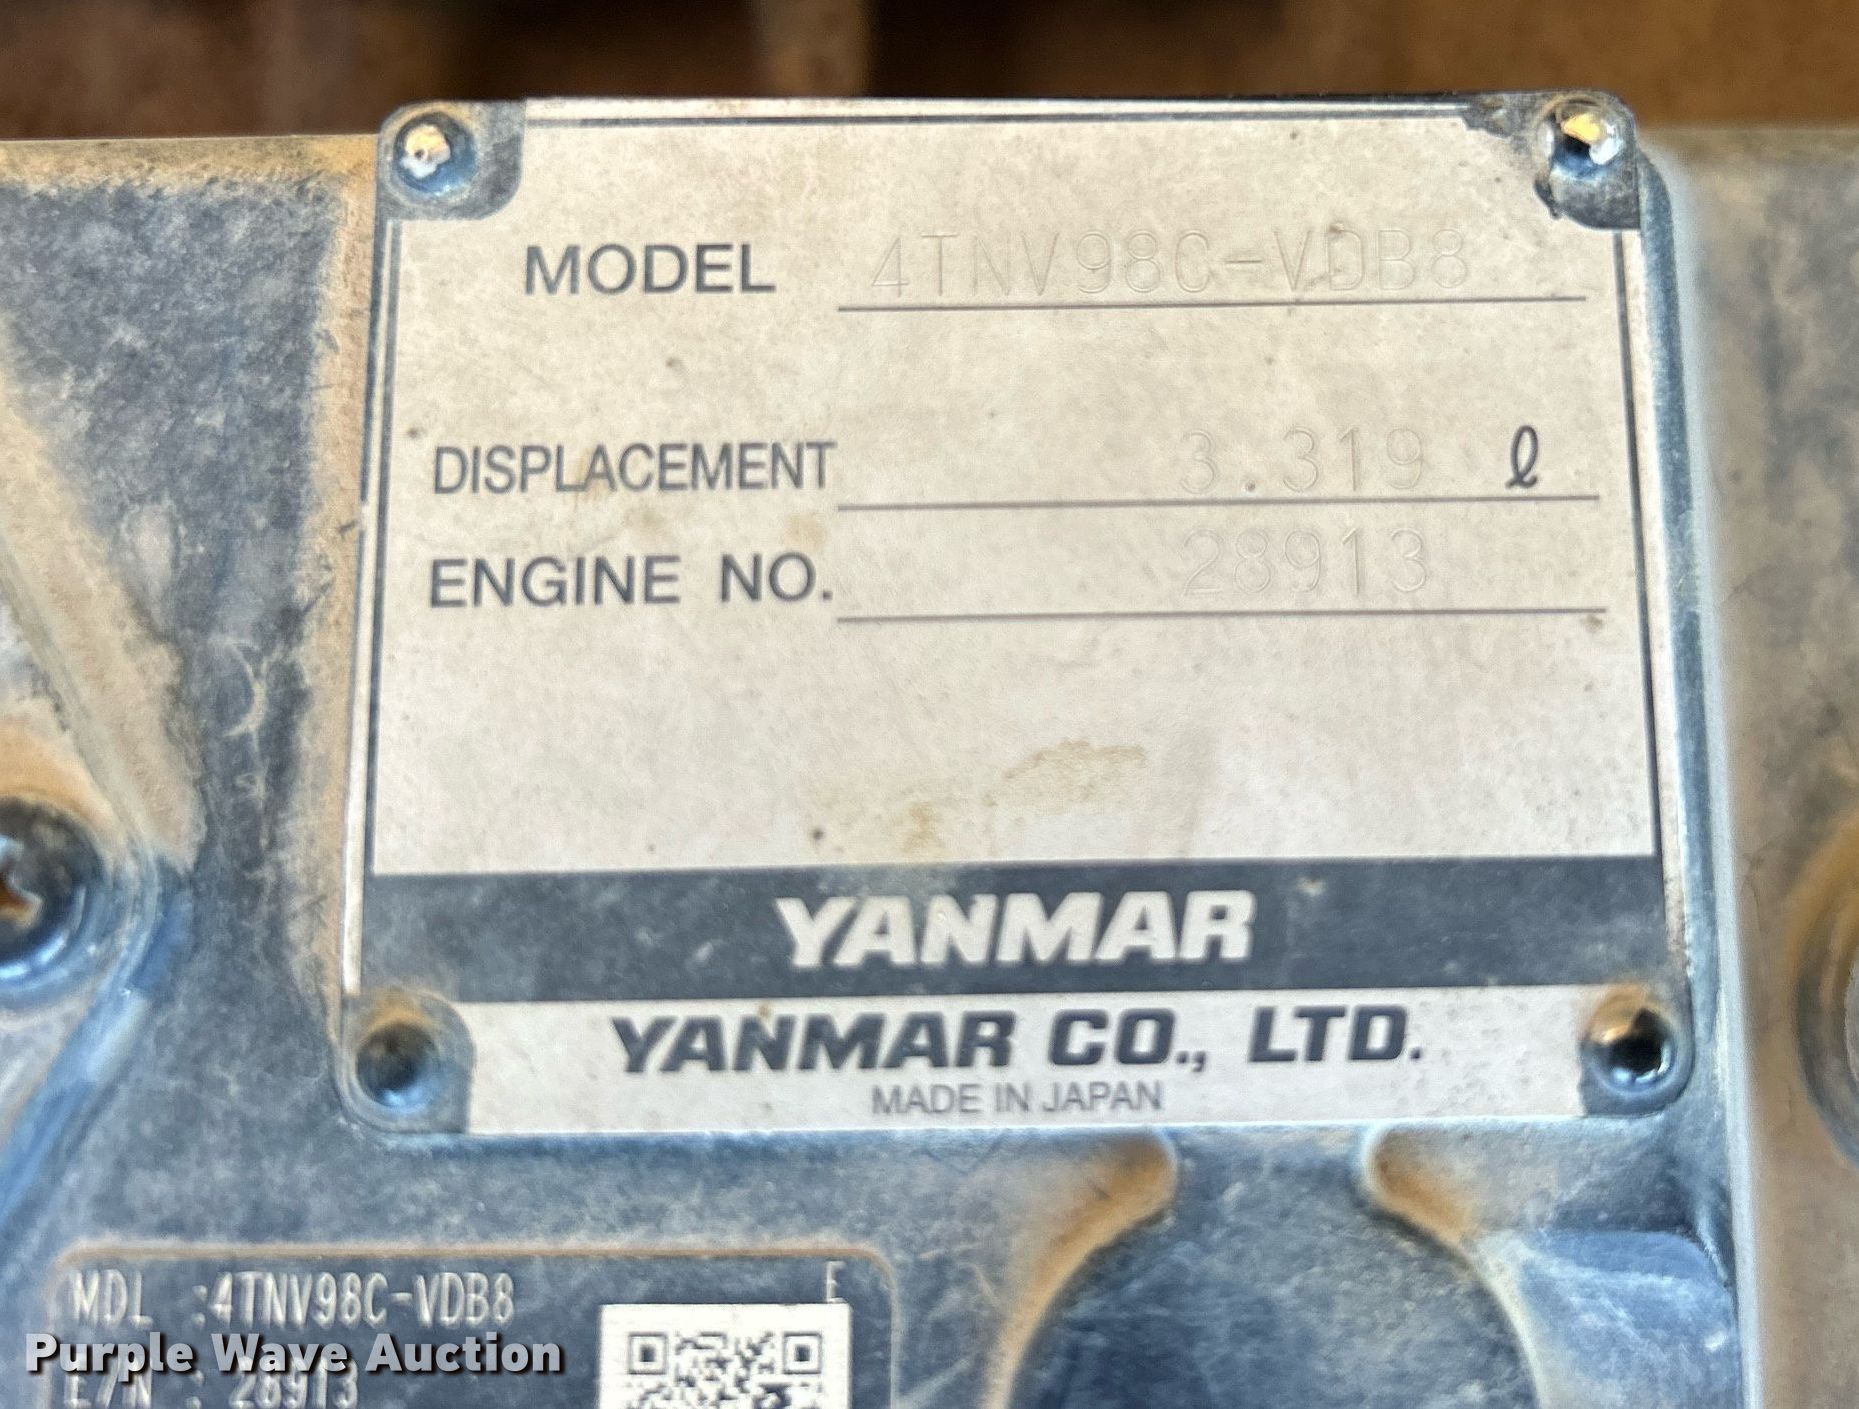 MODEL 4TNV98C-VDB8
DISPLACEMENT 3.319 ℓ
ENGINE NO. 28913
YANMAR
YANMAR CO., LTD.
MADE IN JAPAN
MDL :4TNV98C-VDB8 E
Purple Wave Auction
E/N : 28913